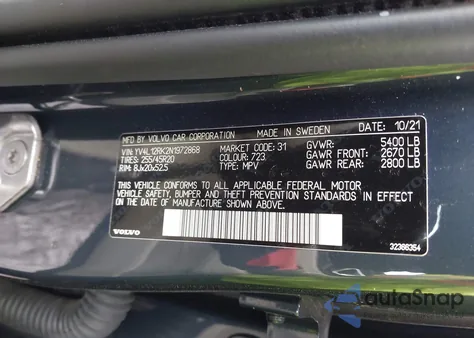 MFD BY VOLVO CAR CORPORATION MADE IN SWEDEN DATE: 10/21
VIN: YV4L12RK2N1972868 MARKET CODE: 31 GVWR: 5400 LB
TIRES: 255/45R20 COLOUR: 723 GAWR FRONT: 2670 LB
RIM: 8Jx20x52.5 TYPE: MPV GAWR REAR: 2800 LB
THIS VEHICLE CONFORMS TO ALL APPLICABLE FEDERAL MOTOR
VEHICLE SAFETY, BUMPER, AND THEFT PREVENTION STANDARDS IN EFFECT ON
THE DATE OF MANUFACTURE SHOWN ABOVE.
VOLVO 32366354
autoSnap